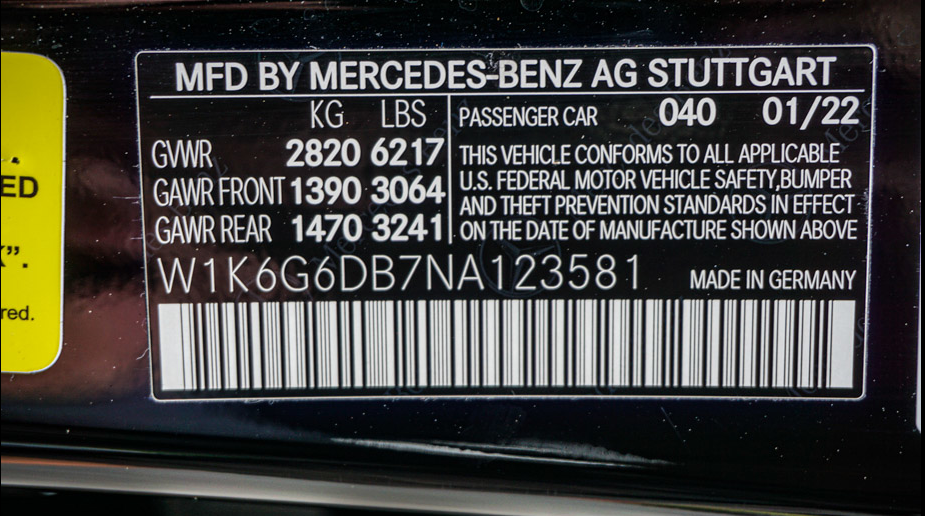 MFD BY MERCEDES-BENZ AG STUTTGART
KG LBS
GVWR 2820 6217
GAWR FRONT 1390 3064
GAWR REAR 1470 3241
PASSENGER CAR 040 01/22
THIS VEHICLE CONFORMS TO ALL APPLICABLE
U.S. FEDERAL MOTOR VEHICLE SAFETY,BUMPER
AND THEFT PREVENTION STANDARDS IN EFFECT
ON THE DATE OF MANUFACTURE SHOWN ABOVE
W1K6G6DB7NA123581
MADE IN GERMANY
ED
”.
red.